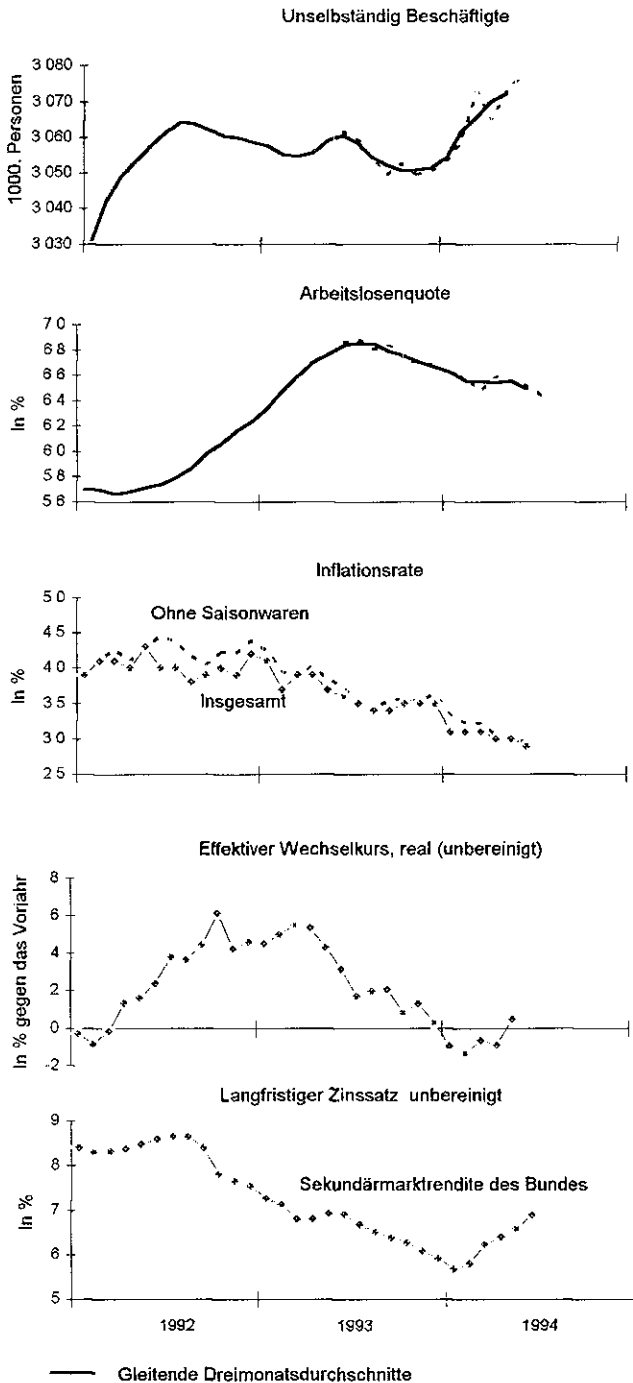 Unselbständig Beschäftigte
1000. Personen
3 080
3 070
3 060
3 050
3 040
3 030
Arbeitslosenquote
In %
7 0
6 8
6 6
6 4
6 2
6 0
5 8
5 6
Inflationsrate
In %
5 0
4 5
4 0
3 5
3 0
2 5
Ohne Saisonwaren
Insgesamt
Effektiver Wechselkurs, real (unbereinigt)
In % gegen das Vorjahr
8
6
4
2
0
-2
Langfristiger Zinssatz unbereinigt
In %
9
8
7
6
5
Sekundärmarktrendite des Bundes
1992 1993 1994
Gleitende Dreimonatsdurchschnitte